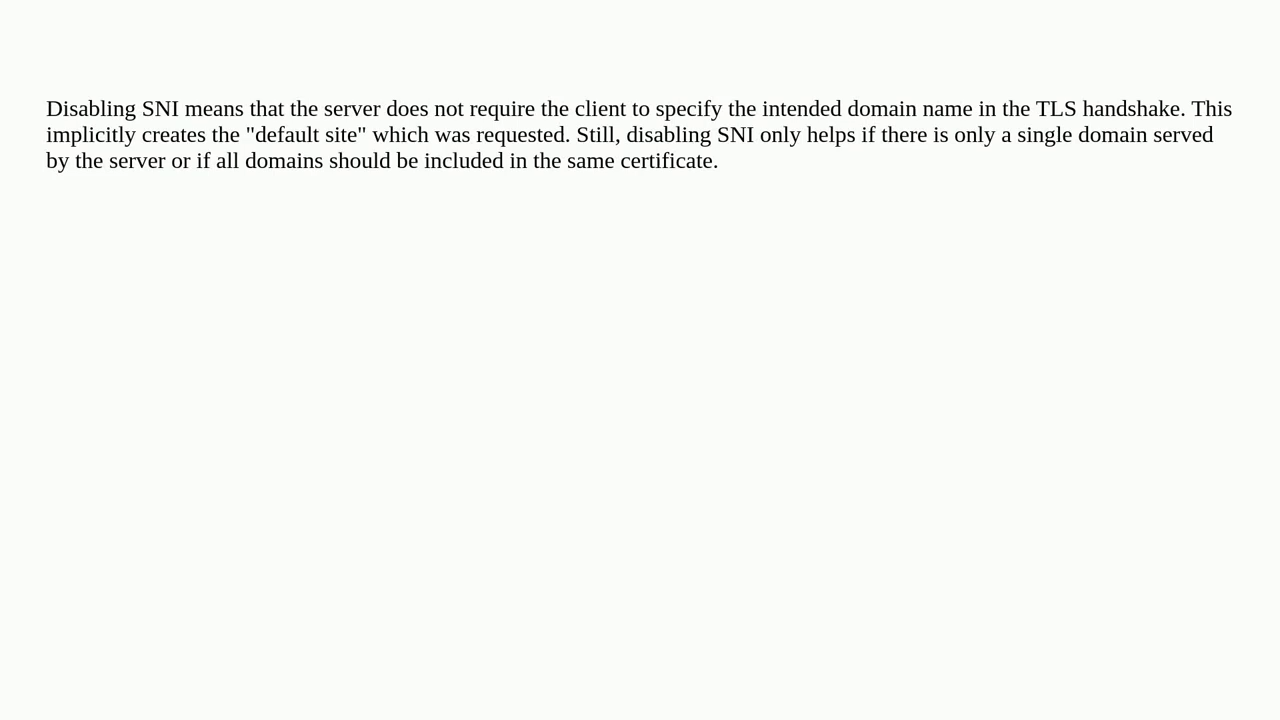 Disabling SNI means that the server does not require the client to specify the intended domain name in the TLS handshake. This
implicitly creates the "default site" which was requested. Still, disabling SNI only helps if there is only a single domain served
by the server or if all domains should be included in the same certificate.